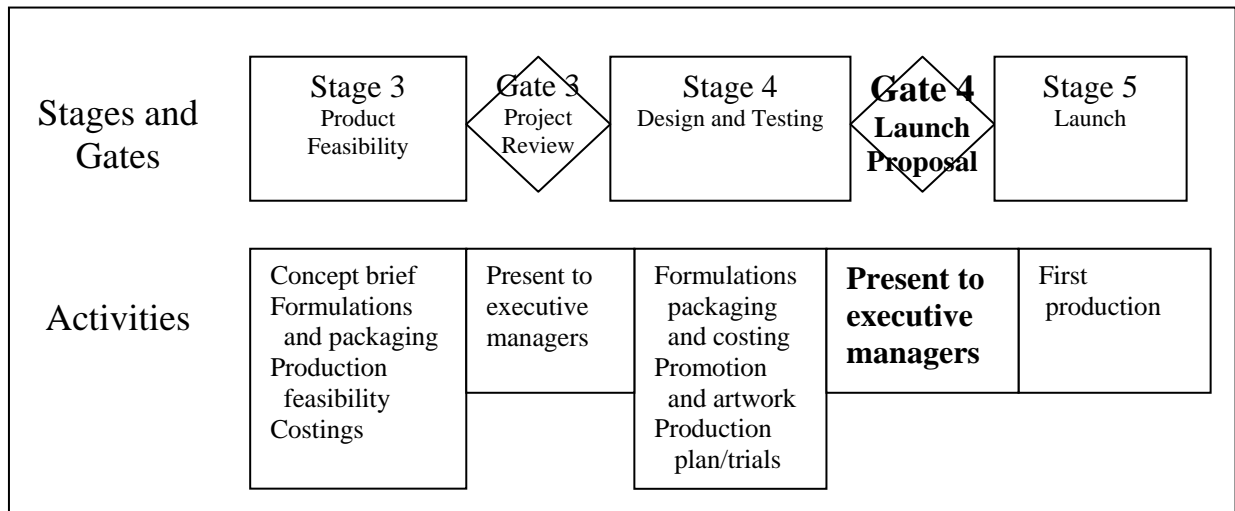 Stages and
Gates
Stage 3
Product
Feasibility
Gate 3
Project
Review
Stage 4
Design and Testing
Gate 4
Launch
Proposal
Stage 5
Launch
Activities
Concept brief
Formulations
and packaging
Production
feasibility
Costings
Present to
executive
managers
Formulations
packaging
and costing
Promotion
and artwork
Production
plan/trials
Present to
executive
managers
First
production